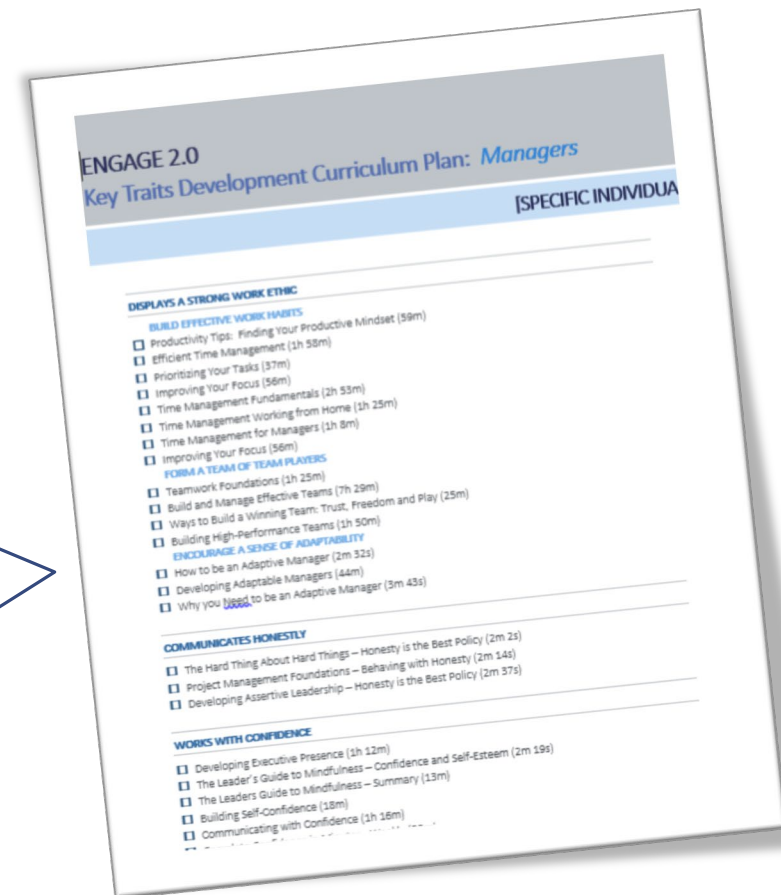 ENGAGE 2.0
Key Traits Development Curriculum Plan: Managers
[SPECIFIC INDIVIDUA
DISPLAYS A STRONG WORK ETHIC
BUILD EFFECTIVE WORK HABITS
Productivity Tips: Finding Your Productive Mindset (59m)
Efficient Time Management (1h 58m)
Prioritizing Your Tasks (37m)
Improving Your Focus (56m)
Time Management Fundamentals (2h 53m)
Time Management Working from Home (1h 25m)
Time Management for Managers (1h 8m)
Improving Your Focus (56m)
FORM A TEAM OF TEAM PLAYERS
Teamwork Foundations (1h 25m)
Build and Manage Effective Teams (7h 29m)
Ways to Build a Winning Team: Trust, Freedom and Play (25m)
Building High-Performance Teams (1h 50m)
ENCOURAGE A SENSE OF ADAPTABILITY
How to be an Adaptive Manager (2m 32s)
Developing Adaptable Managers (44m)
Why you Need to be an Adaptive Manager (3m 43s)
COMMUNICATES HONESTLY
The Hard Thing About Hard Things – Honesty is the Best Policy (2m 2s)
Project Management Foundations – Behaving with Honesty (2m 14s)
Developing Assertive Leadership – Honesty is the Best Policy (2m 37s)
WORKS WITH CONFIDENCE
Developing Executive Presence (1h 12m)
The Leader's Guide to Mindfulness – Confidence and Self-Esteem (2m 19s)
The Leaders Guide to Mindfulness – Summary (13m)
Building Self-Confidence (18m)
Communicating with Confidence (1h 16m)